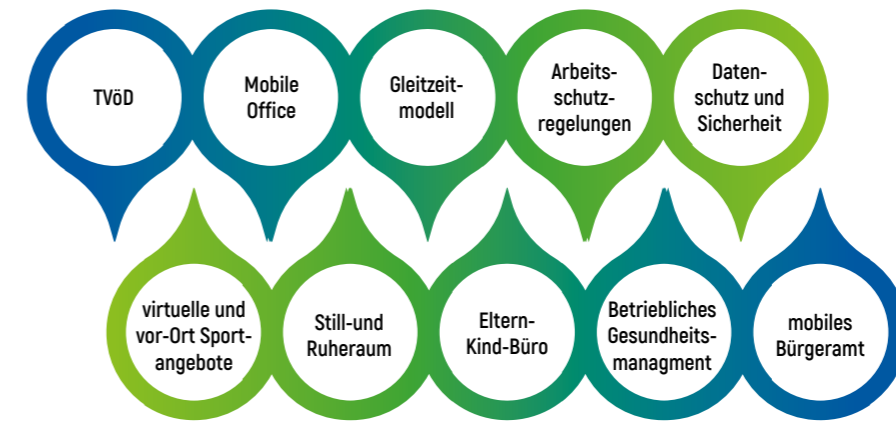 TVöD
Mobile
Office
Gleitzeit-
modell
Arbeits-
schutz-
regelungen
Daten-
schutz und
Sicherheit
virtuelle und
vor-Ort Sport-
angebote
Still-und
Ruheraum
Eltern-
Kind-Büro
Betriebliches
Gesundheits-
managment
mobiles
Bürgeramt